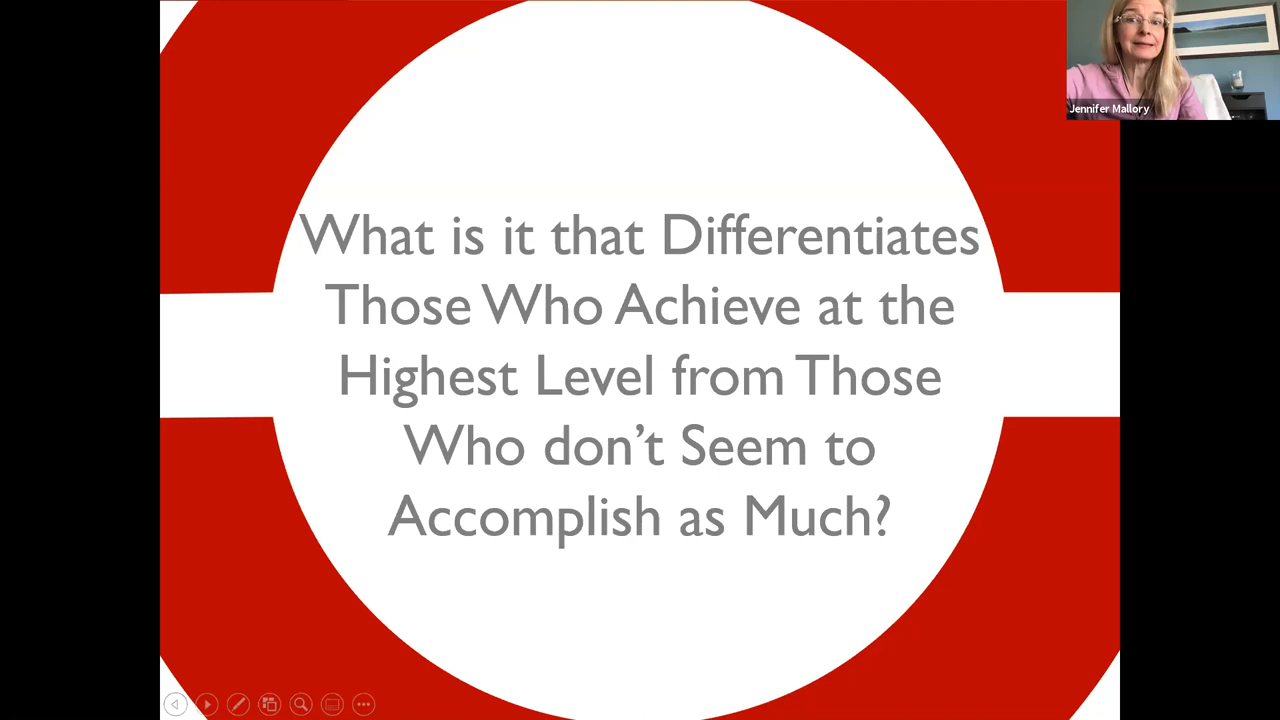 What is it that Differentiates
Those Who Achieve at the
Highest Level from Those
Who don't Seem to
Accomplish as Much?
Jennifer Mallory